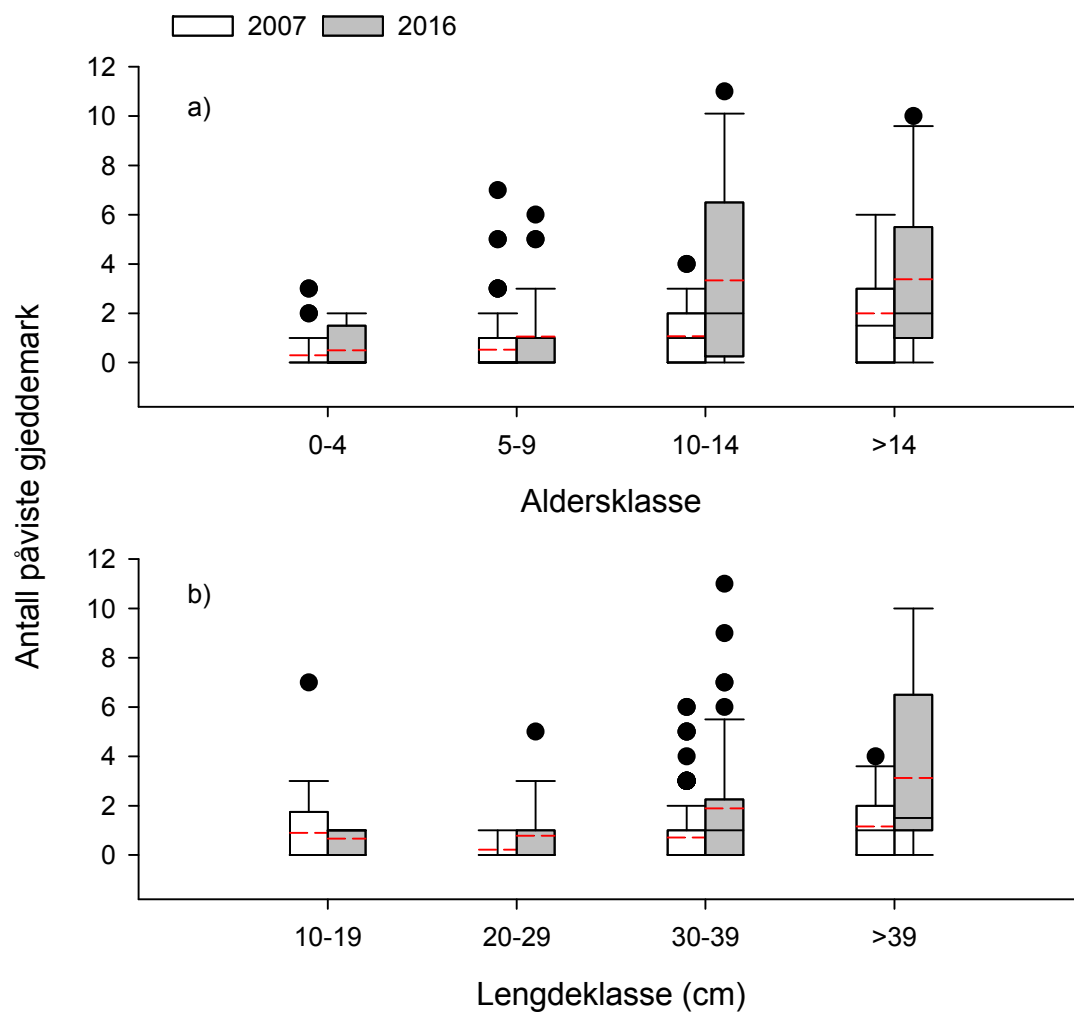 2007 2016
Antall påviste gjeddemark
a)
12
10
8
6
4
2
0
0-4 5-9 10-14 >14
Aldersklasse
b)
12
10
8
6
4
2
0
10-19 20-29 30-39 >39
Lengdeklasse (cm)